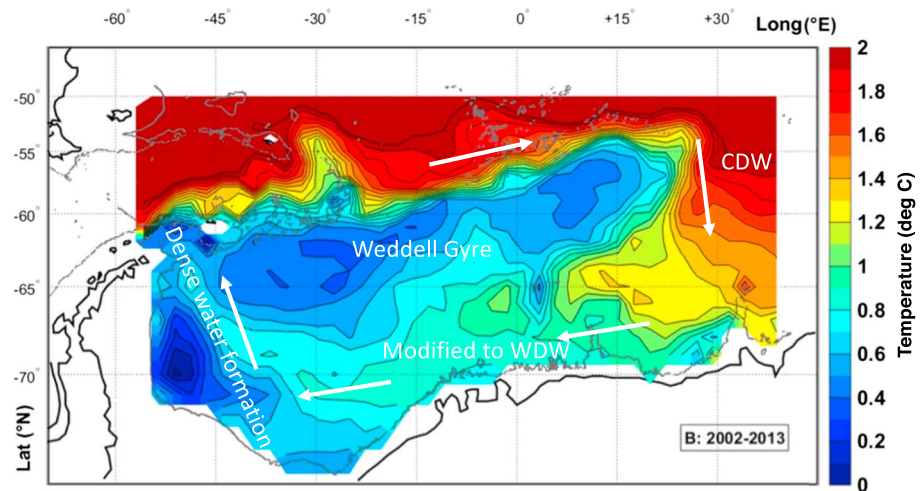 -60° -45° -30° -15° 0° +15° +30°
Long (°E)
-50°
-55°
-60°
-65°
-70°
Lat (°N)
CDW
Weddell Gyre
Dense water formation
Modified to WDW
B: 2002-2013
2
1.8
1.6
1.4
1.2
1
0.8
0.6
0.4
0.2
0
Temperature (deg C)